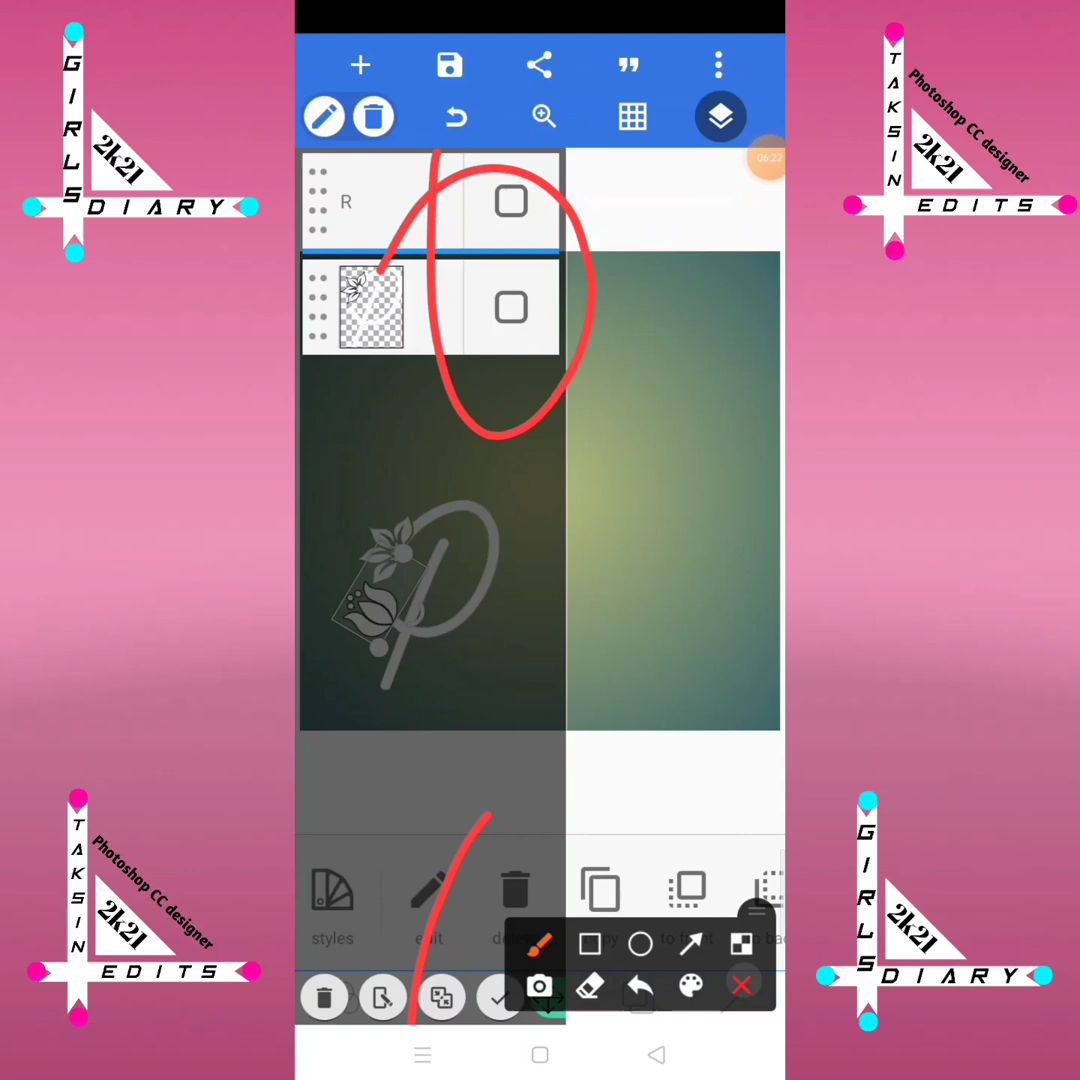 GIRLS
DIARY
2k21
TAKSIN
EDITS
Photoshop CC designer
2k21
06:22
R
P
styles
edit
TAKSIN
EDITS
Photoshop CC designer
2k21
GIRLS
DIARY
2k21